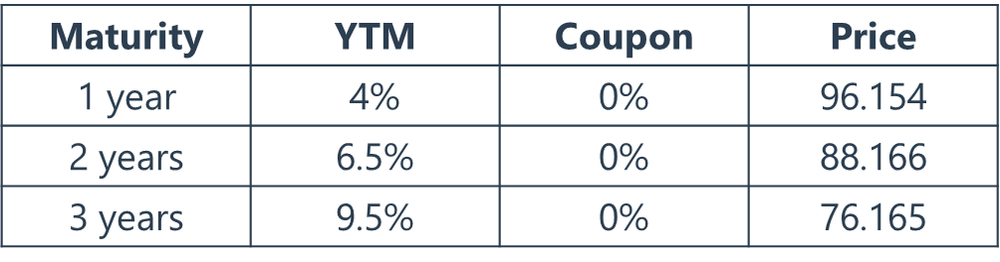 Maturity YTM Coupon Price
1 year 4% 0% 96.154
2 years 6.5% 0% 88.166
3 years 9.5% 0% 76.165